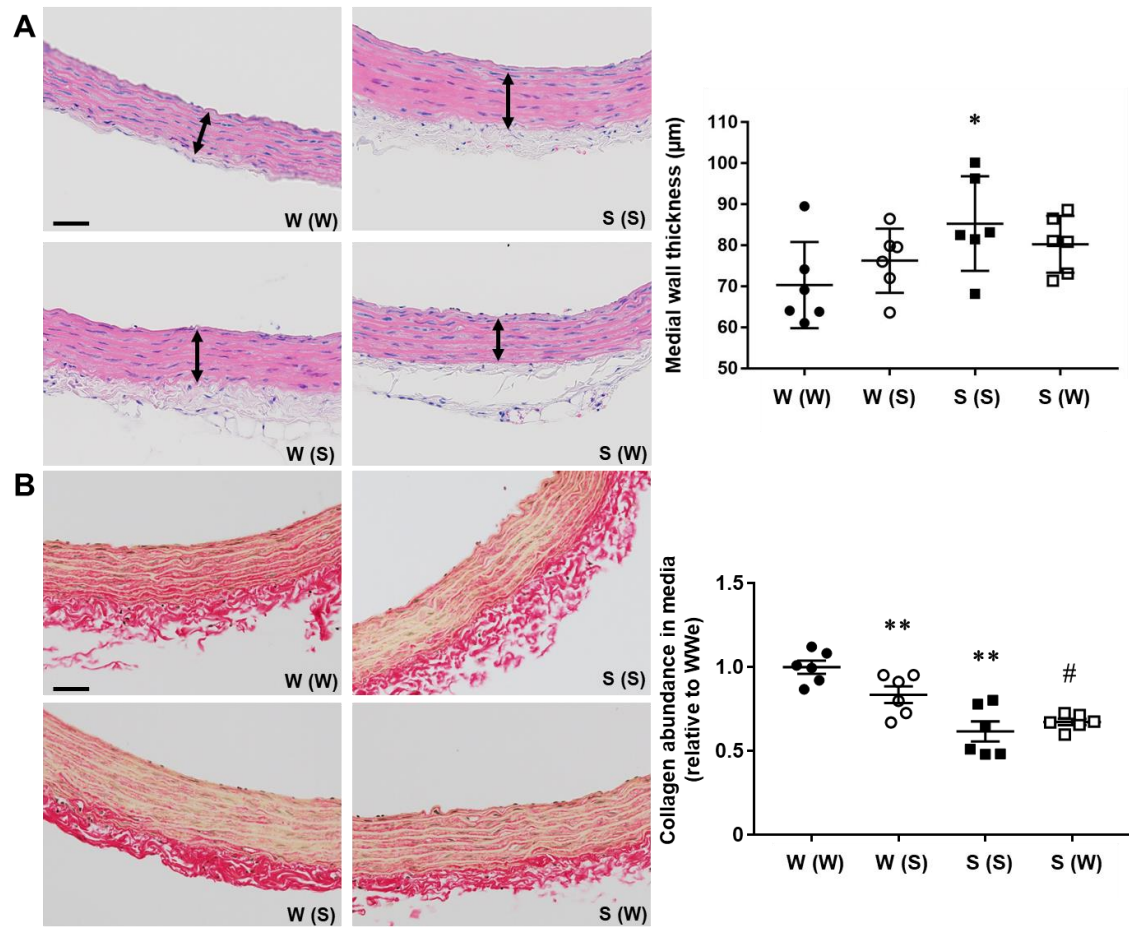 A
W (W)
S (S)
W (S)
S (W)
Medial wall thickness (µm)
110
100
90
80
70
60
50
*
W (W)
W (S)
S (S)
S (W)
B
W (W)
S (S)
W (S)
S (W)
Collagen abundance in media
(relative to WWe)
1.5
1.0
0.5
0
**
**
#
W (W)
W (S)
S (S)
S (W)